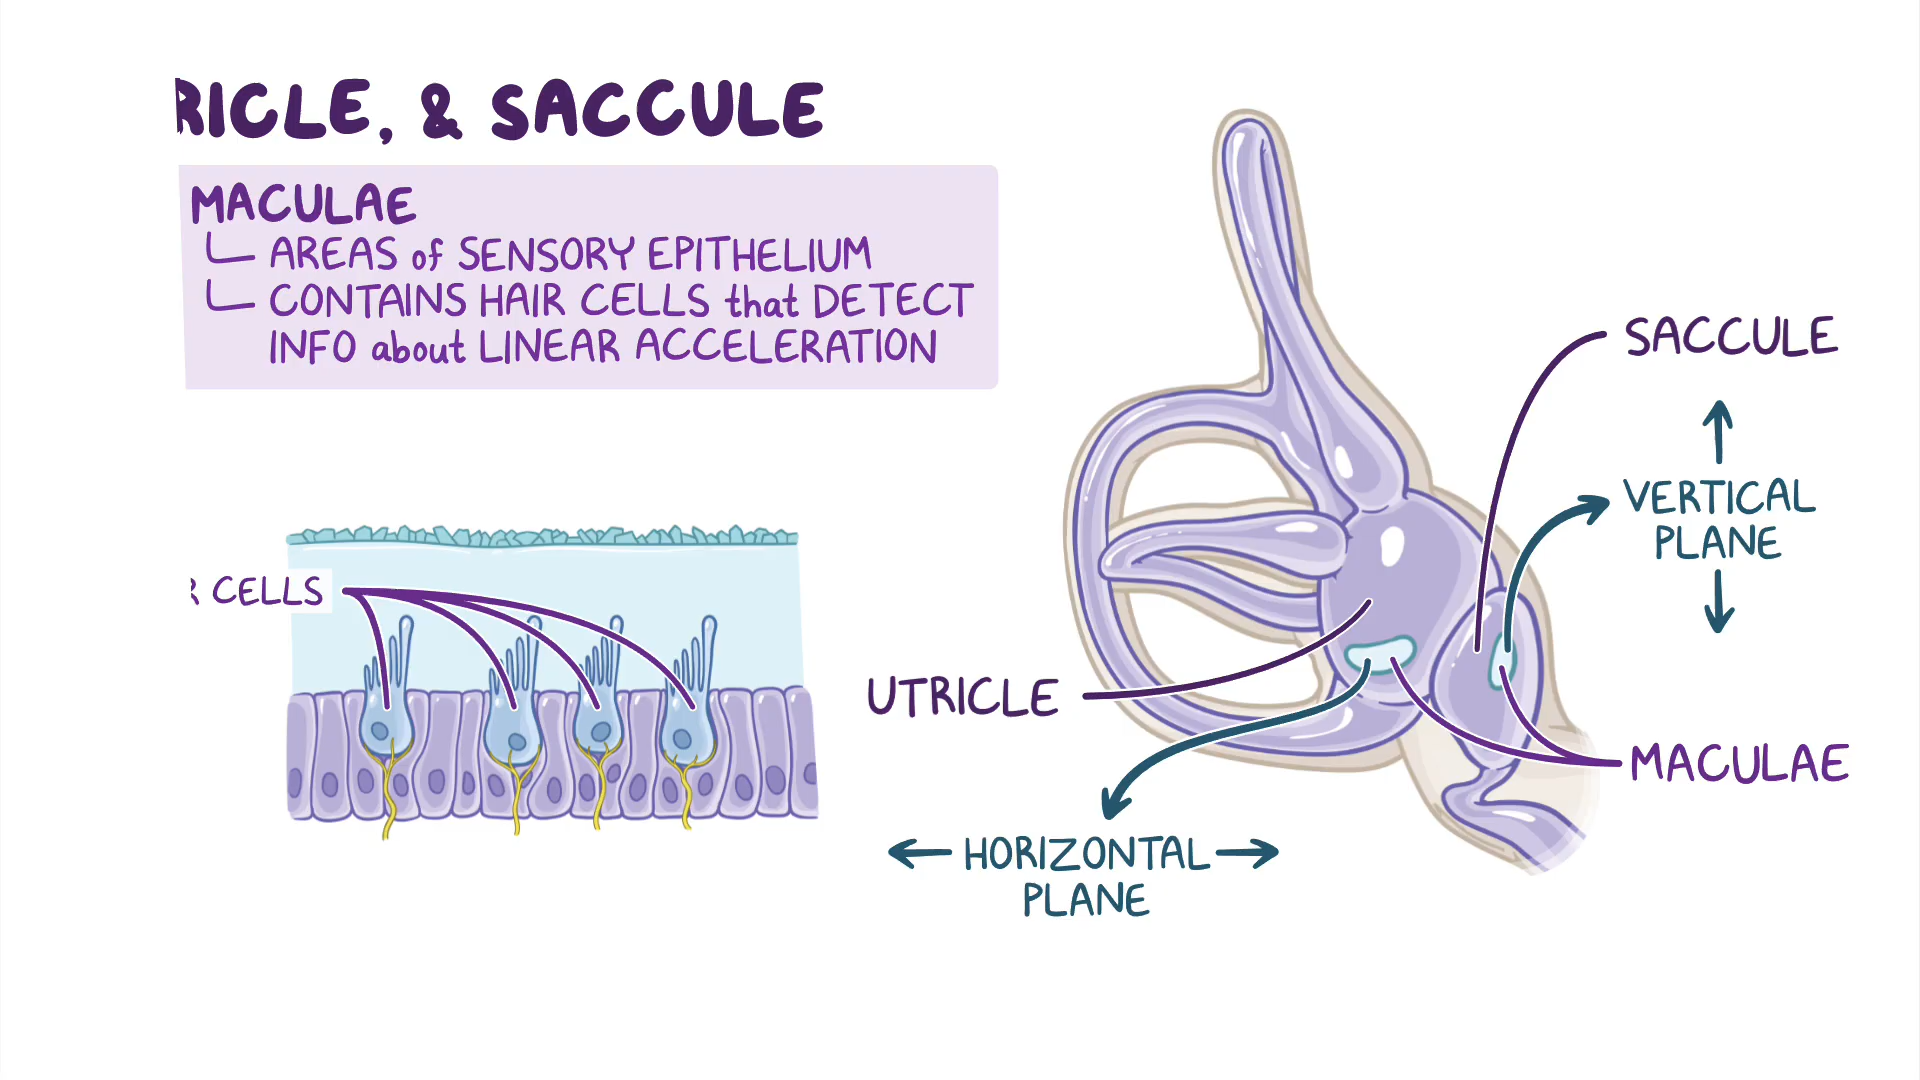 RICLE, & SACCULE
MACULAE
AREAS of SENSORY EPITHELIUM
CONTAINS HAIR CELLS that DETECT
INFO about LINEAR ACCELERATION
CELLS
SACCULE
VERTICAL
PLANE
UTRICLE
MACULAE
HORIZONTAL
PLANE